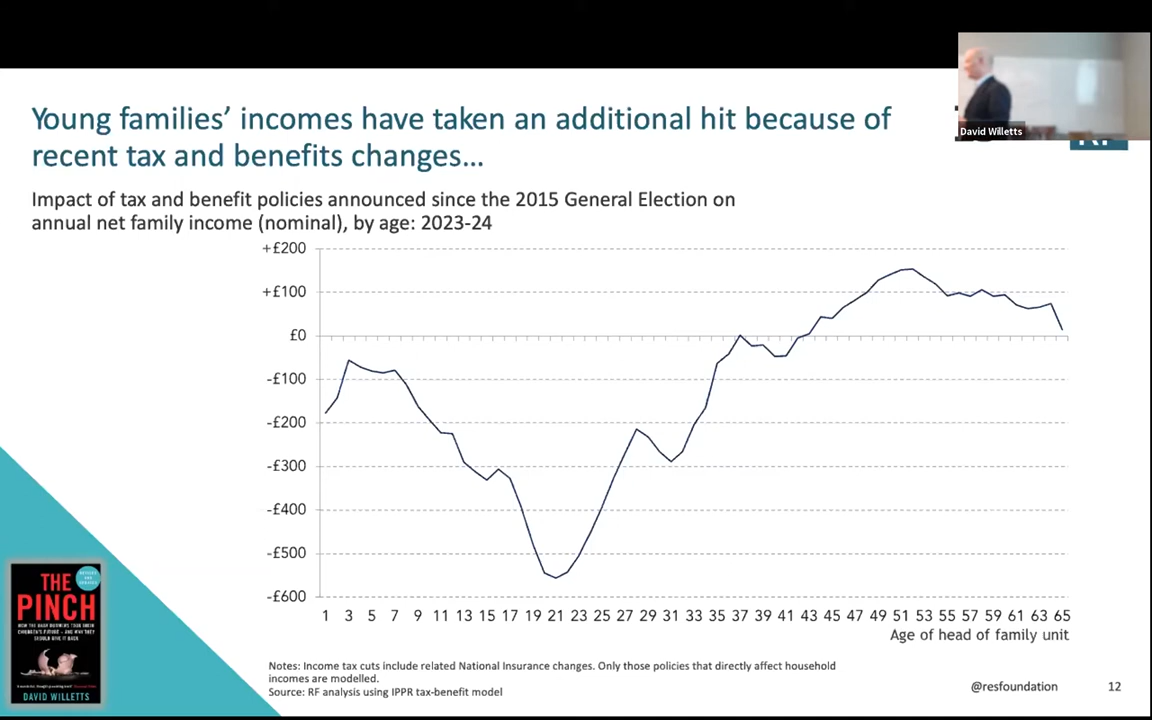 David Willetts
Young families’ incomes have taken an additional hit because of
recent tax and benefits changes…
Impact of tax and benefit policies announced since the 2015 General Election on
annual net family income (nominal), by age: 2023-24
+£200
+£100
£0
-£100
-£200
-£300
-£400
-£500
-£600
1 3 5 7 9 11 13 15 17 19 21 23 25 27 29 31 33 35 37 39 41 43 45 47 49 51 53 55 57 59 61 63 65
Age of head of family unit
THE
PINCH
HOW THE BABY BOOMERS TOOK THEIR
CHILDREN'S FUTURE – AND WHY THEY
SHOULD GIVE IT BACK
DAVID WILLETTS
Notes: Income tax cuts include related National Insurance changes. Only those policies that directly affect household
incomes are modelled.
Source: RF analysis using IPPR tax-benefit model
@resfoundation
12